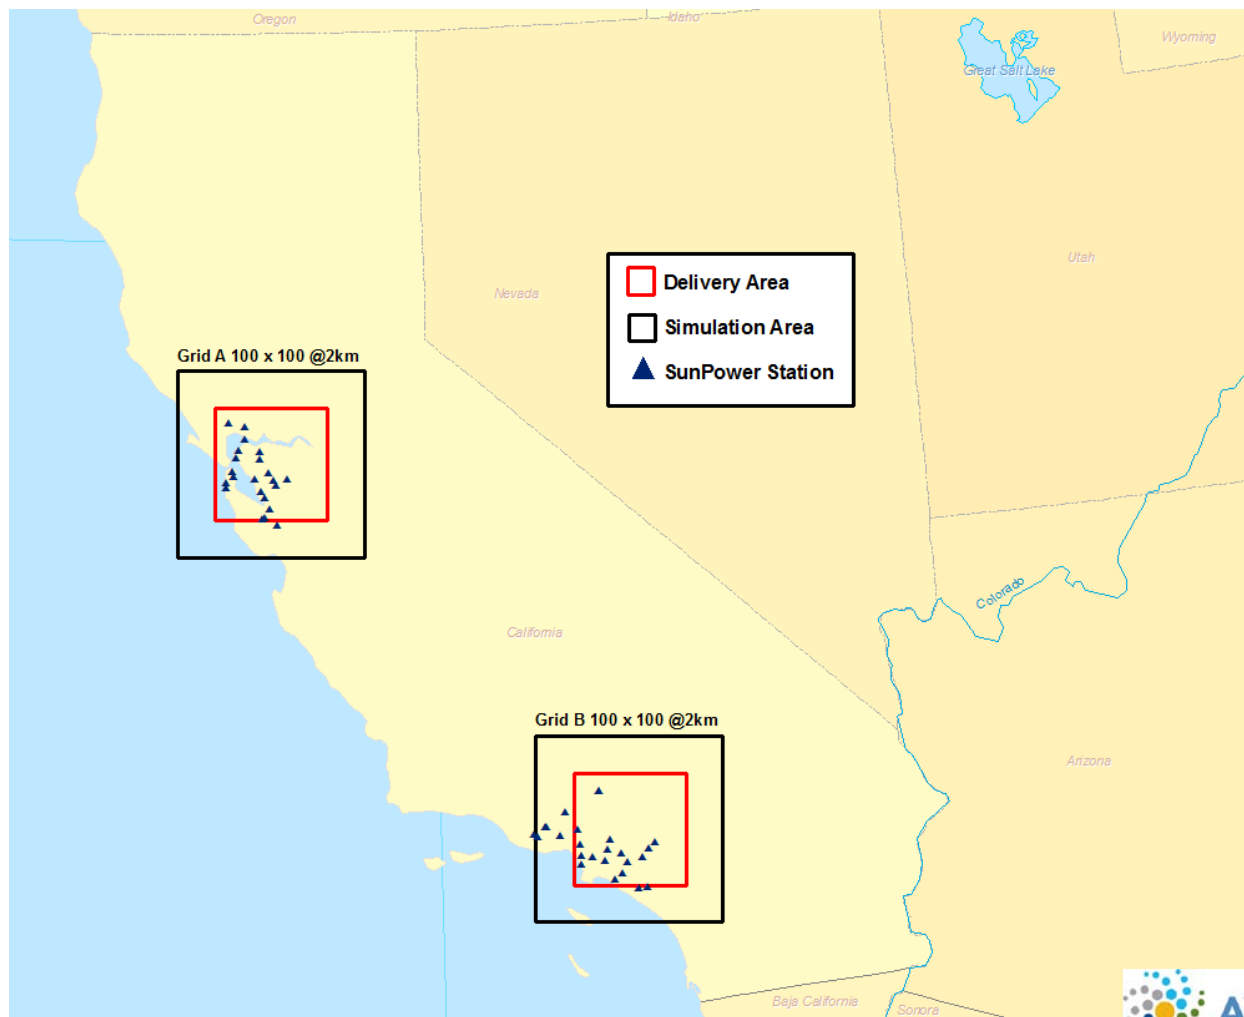 Oregon
Idaho
Wyoming
Great Salt Lake
Utah
Nevada
Delivery Area
Simulation Area
SunPower Station
Grid A 100 x 100 @2km
Colorado
California
Grid B 100 x 100 @2km
Arizona
Baja California
Sonora